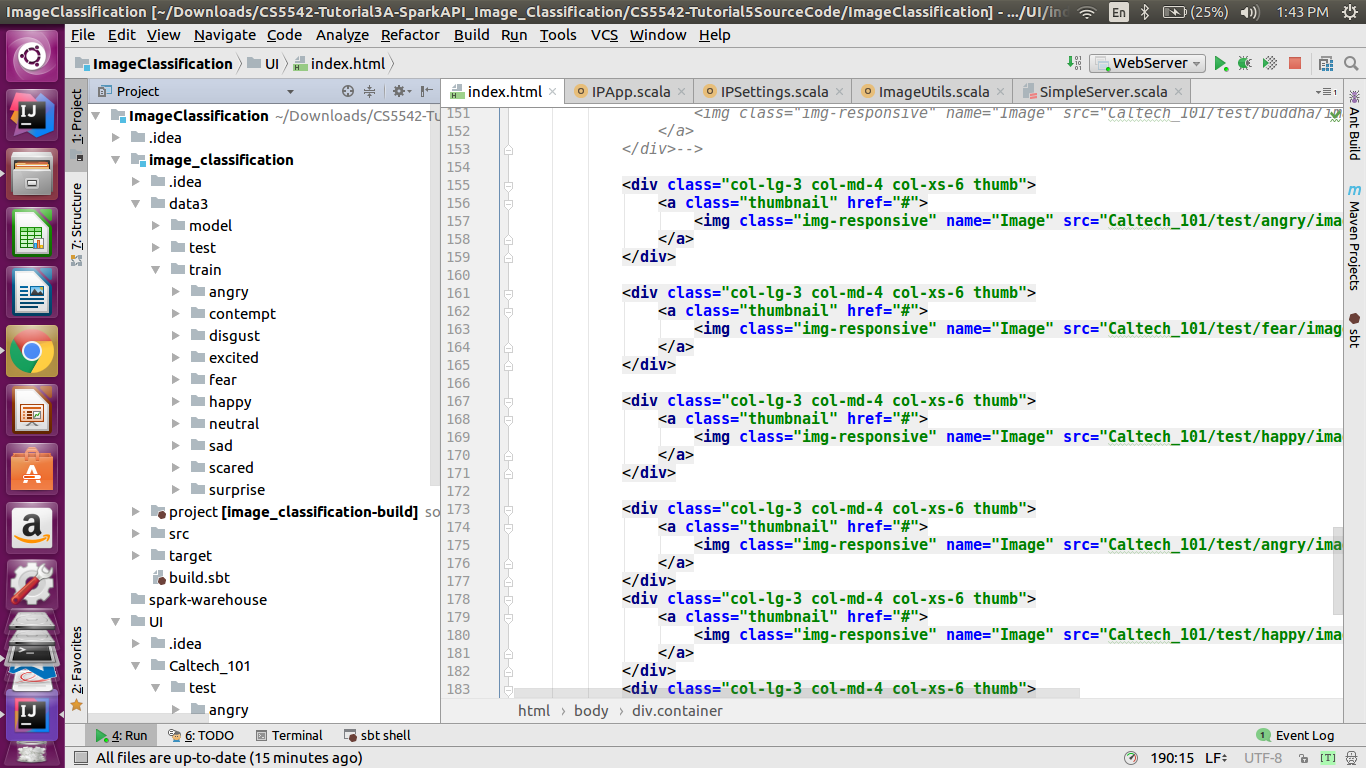 ImageClassification [~/Downloads/CS5542-Tutorial3A-SparkAPI_Image_Classification/CS5542-Tutorial5SourceCode/ImageClassification] - .../UI/in
En
(25%)
1:43 PM
File Edit View Navigate Code Analyze Refactor Build Run Tools VCS Window Help
ImageClassification UI index.html
WebServer
Project
index.html IPApp.scala IPSettings.scala ImageUtils.scala SimpleServer.scala
1: Project
7: Structure
2: Favorites
ImageClassification ~/Downloads/CS5542-Tu
.idea
image_classification
.idea
data3
model
test
train
angry
contempt
disgust
excited
fear
happy
neutral
sad
scared
surprise
project [image_classification-build] so
src
target
build.sbt
spark-warehouse
UI
.idea
Caltech_101
test
angry
151 <img class="img-responsive" name="Image" src="Caltech_101/test/buddha/im
152 </a>
153 </div>-->
154
155 <div class="col-lg-3 col-md-4 col-xs-6 thumb">
156 <a class="thumbnail" href="#">
157 <img class="img-responsive" name="Image" src="Caltech_101/test/angry/ima
158 </a>
159 </div>
160
161 <div class="col-lg-3 col-md-4 col-xs-6 thumb">
162 <a class="thumbnail" href="#">
163 <img class="img-responsive" name="Image" src="Caltech_101/test/fear/imag
164 </a>
165 </div>
166
167 <div class="col-lg-3 col-md-4 col-xs-6 thumb">
168 <a class="thumbnail" href="#">
169 <img class="img-responsive" name="Image" src="Caltech_101/test/happy/ima
170 </a>
171 </div>
172
173 <div class="col-lg-3 col-md-4 col-xs-6 thumb">
174 <a class="thumbnail" href="#">
175 <img class="img-responsive" name="Image" src="Caltech_101/test/angry/ima
176 </a>
177 </div>
178 <div class="col-lg-3 col-md-4 col-xs-6 thumb">
179 <a class="thumbnail" href="#">
180 <img class="img-responsive" name="Image" src="Caltech_101/test/happy/ima
181 </a>
182 </div>
183 <div class="col-lg-3 col-md-4 col-xs-6 thumb">
html body div.container
Ant Build
Maven Projects
sbt
4: Run 6: TODO Terminal sbt shell
1 Event Log
All files are up-to-date (15 minutes ago)
190:15 LF UTF-8 [T]